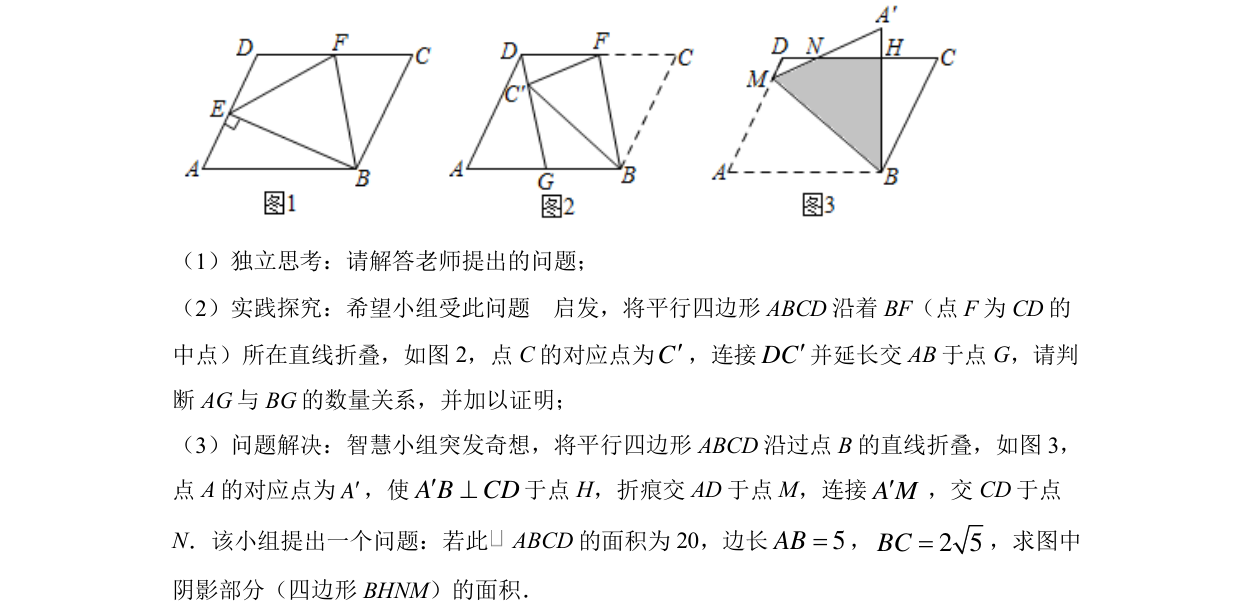 D F C
E
A B
图1
D F C
C′
A G B
图2
A′
D N H C
M
A B
图3
（1）独立思考：请解答老师提出的问题；
（2）实践探究：希望小组受此问题 启发，将平行四边形 ABCD 沿着 BF（点 F 为 CD 的
中点）所在直线折叠，如图 2，点 C 的对应点为 C′，连接 DC′ 并延长交 AB 于点 G，请判
断 AG 与 BG 的数量关系，并加以证明；
（3）问题解决：智慧小组突发奇想，将平行四边形 ABCD 沿过点 B 的直线折叠，如图 3，
点 A 的对应点为 A′，使 A′B ⊥ CD 于点 H，折痕交 AD 于点 M，连接 A′M ，交 CD 于点
N．该小组提出一个问题：若此▱ ABCD 的面积为 20，边长 AB = 5，BC = 2√5，求图中
阴影部分（四边形 BHNM）的面积．